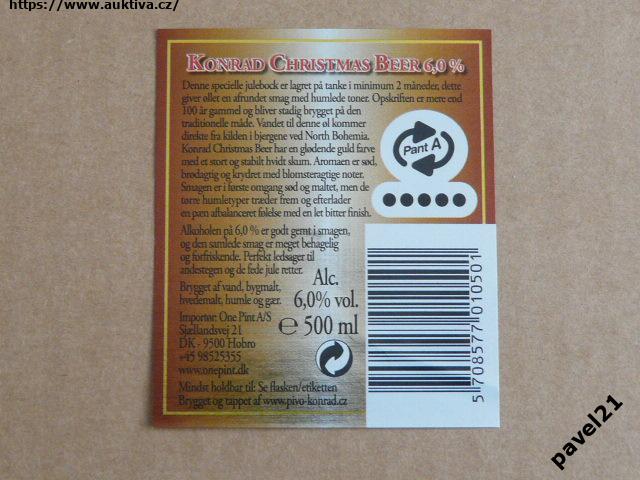 https://www.auktiva.cz/
KONRAD CHRISTMAS BEER 6,0 %
Denne specielle julebock er lagret på tanke i minimum 2 måneder, dette
giver øllet en afrundet smag med humlede toner. Opskriften er mere end
100 år gammel og bliver stadig brygget på den
traditionelle måde. Vandet til denne øl kommer
direkte fra kilden i bjergene ved North Bohemia.
Konrad Christmas Beer har en glødende guld farve
med et stort og stabilt hvidt skum. Aromaen er sød,
brødagtig og krydret med blomsteragtige noter.
Smagen er i første omgang sød og maltet, men de
tørre humletyper træder frem og efterlader
en pæn afbalanceret følelse med en let bitter finish.
Pant A
Alkoholen på 6,0 % er godt gemt i smagen,
og den samlede smag er meget behagelig
og forfriskende. Perfekt ledsager til
andestegen og de fede jule retter.
Brygget af vand, bygmalt,
hvedemalt, humle og gær.
Alc.
6,0% vol.
℮ 500 ml
Importør: One Pint A/S
Sjællandsvej 21
DK - 9500 Hobro
+45 98525355
www.onepint.dk
Mindst holdbar til: Se flasken/etiketten
Brygget og tappet af www.pivo-konrad.cz
5 708577 010501
pavel21